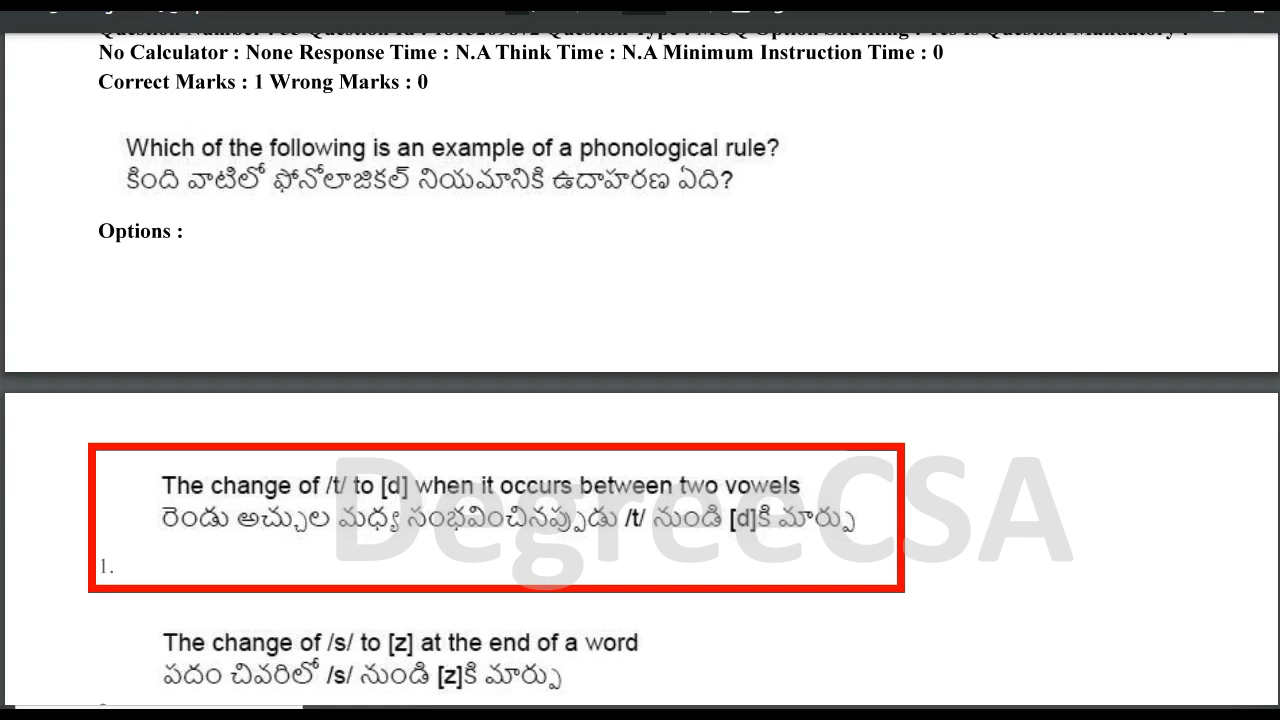 No Calculator : None Response Time : N.A Think Time : N.A Minimum Instruction Time : 0
Correct Marks : 1 Wrong Marks : 0
Which of the following is an example of a phonological rule?
కింది వాటిలో ఫోనోలాజికల్ నియమానికి ఉదాహరణ ఏది?
Options :
The change of /t/ to [d] when it occurs between two vowels
రెండు అచ్చుల మధ్య సంభవించినప్పుడు /t/ నుండి [d]కి మార్పు
DegreeCSA
1.
The change of /s/ to [z] at the end of a word
పదం చివరిలో /s/ నుండి [z]కి మార్పు